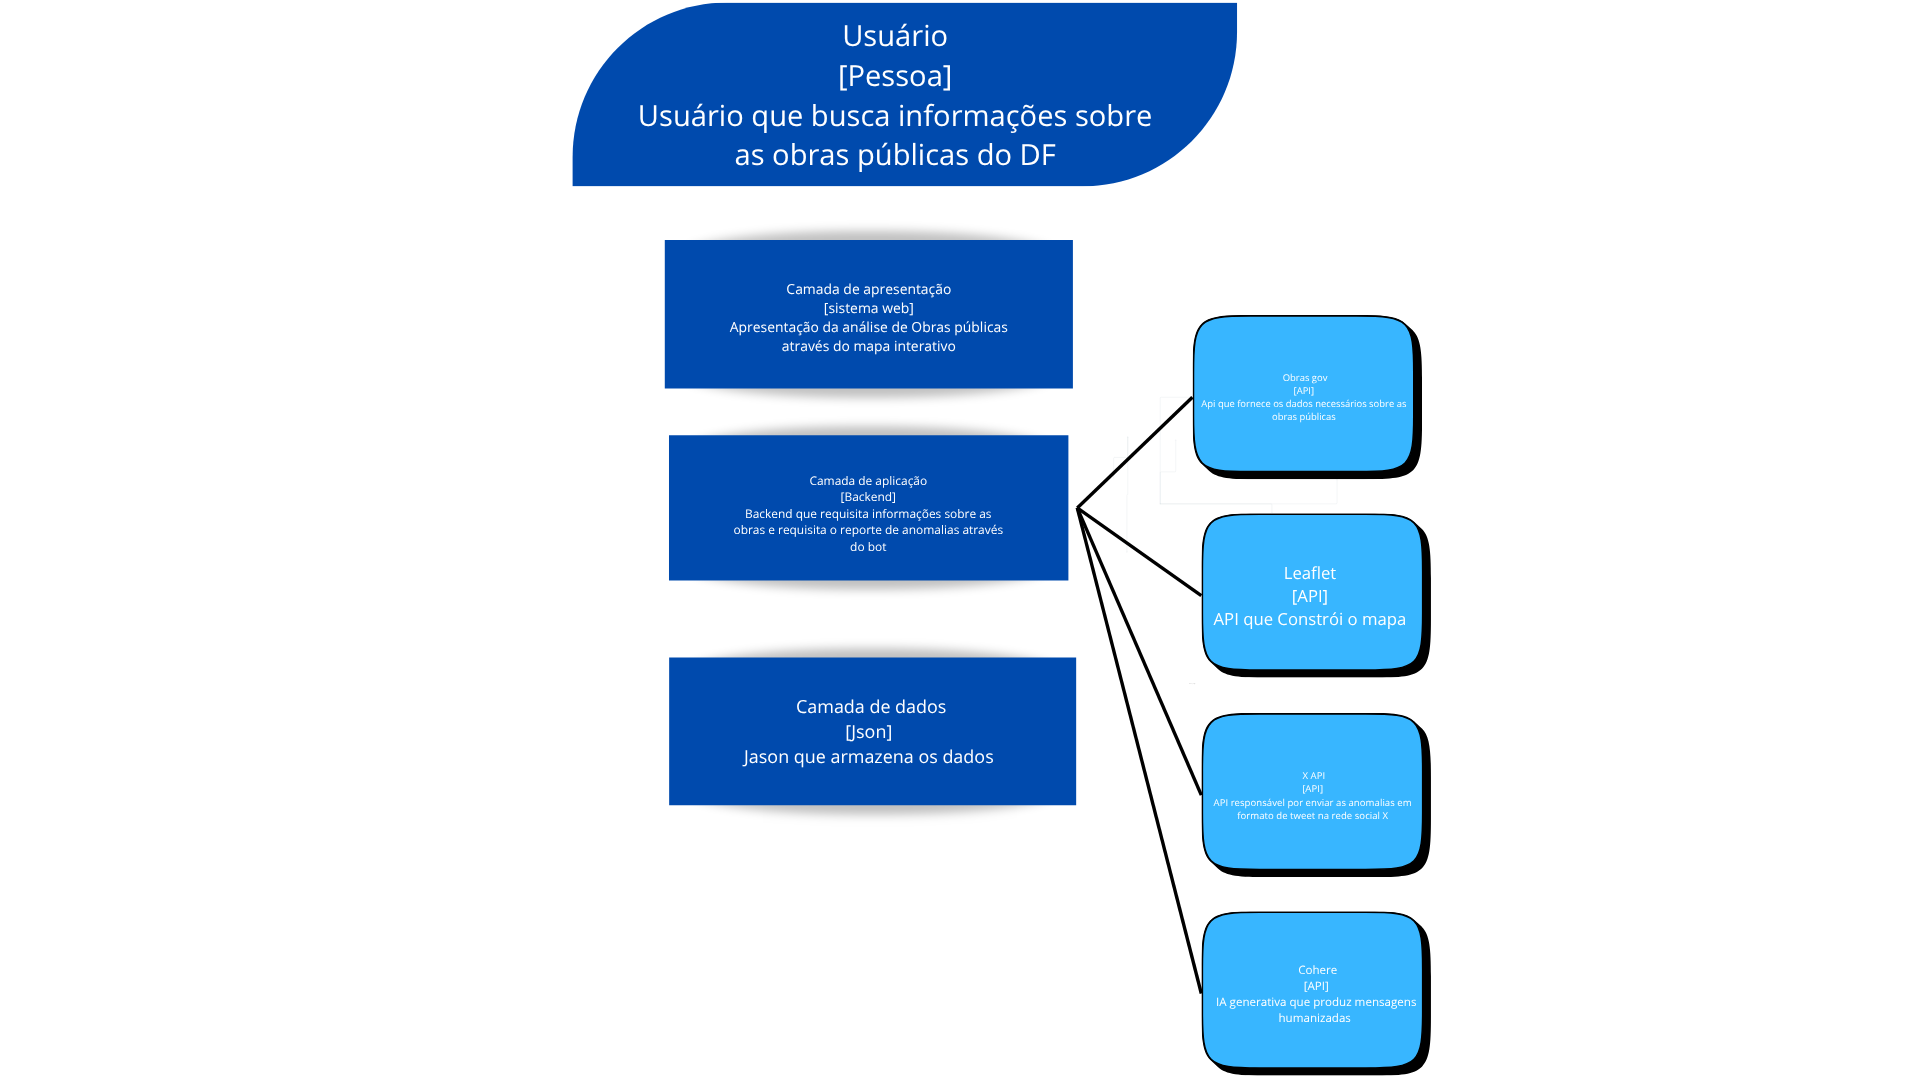 Usuário
[Pessoa]
Usuário que busca informações sobre
as obras públicas do DF
Camada de apresentação
[sistema web]
Apresentação da análise de Obras públicas
através do mapa interativo
Camada de aplicação
[Backend]
Backend que requisita informações sobre as
obras e requisita o reporte de anomalias através
do bot
Camada de dados
[Json]
Jason que armazena os dados
Obras gov
[API]
Api que fornece os dados necessários sobre as
obras públicas
Leaflet
[API]
API que Constrói o mapa
X API
[API]
API responsável por enviar as anomalias em
formato de tweet na rede social X
Cohere
[API]
IA generativa que produz mensagens
humanizadas